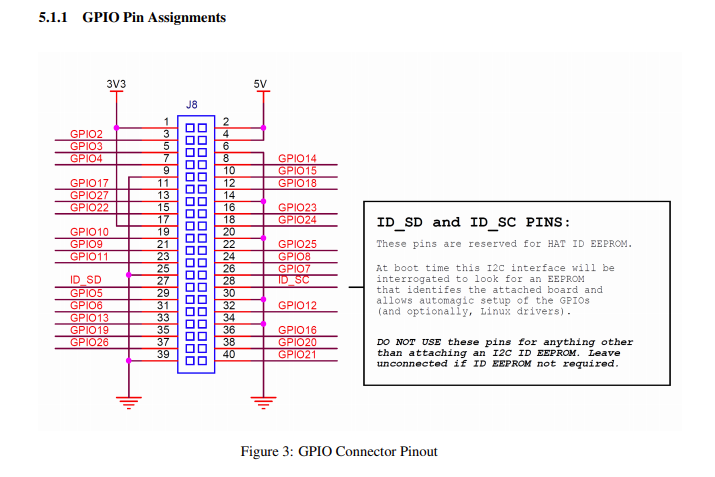 5.1.1 GPIO Pin Assignments
3V3 5V
J8
1 2
GPIO2 3 4
GPIO3 5 6
GPIO4 7 8 GPIO14
9 10 GPIO15
GPIO17 11 12 GPIO18
GPIO27 13 14
GPIO22 15 16 GPIO23
17 18 GPIO24
GPIO10 19 20
GPIO9 21 22 GPIO25
GPIO11 23 24 GPIO8
25 26 GPIO7
ID_SD 27 28 ID_SC
GPIO5 29 30
GPIO6 31 32 GPIO12
GPIO13 33 34
GPIO19 35 36 GPIO16
GPIO26 37 38 GPIO20
39 40 GPIO21
ID_SD and ID_SC PINS:
These pins are reserved for HAT ID EEPROM.
At boot time this I2C interface will be
interrogated to look for an EEPROM
that identifes the attached board and
allows automagic setup of the GPIOs
(and optionally, Linux drivers).
DO NOT USE these pins for anything other
than attaching an I2C ID EEPROM. Leave
unconnected if ID EEPROM not required.
Figure 3: GPIO Connector Pinout